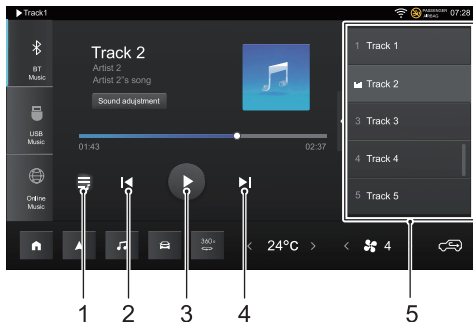 Track1
PASSENGER
AIRBAG
07:28
BT
Music
USB
Music
Online
Music
Track 2
Artist 2
Artist 2"s song
Sound adujstment
01:43
02:37
1 Track 1
Track 2
3 Track 3
4 Track 4
5 Track 5
360°
24°C
4
1
2
3
4
5